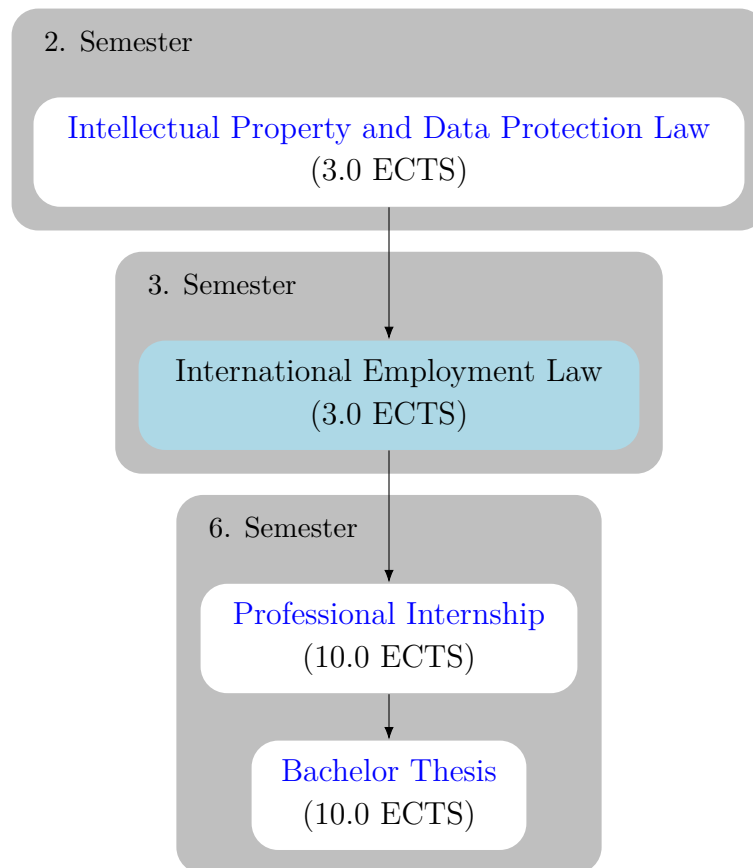 2. Semester
Intellectual Property and Data Protection Law
(3.0 ECTS)
3. Semester
International Employment Law
(3.0 ECTS)
6. Semester
Professional Internship
(10.0 ECTS)
Bachelor Thesis
(10.0 ECTS)